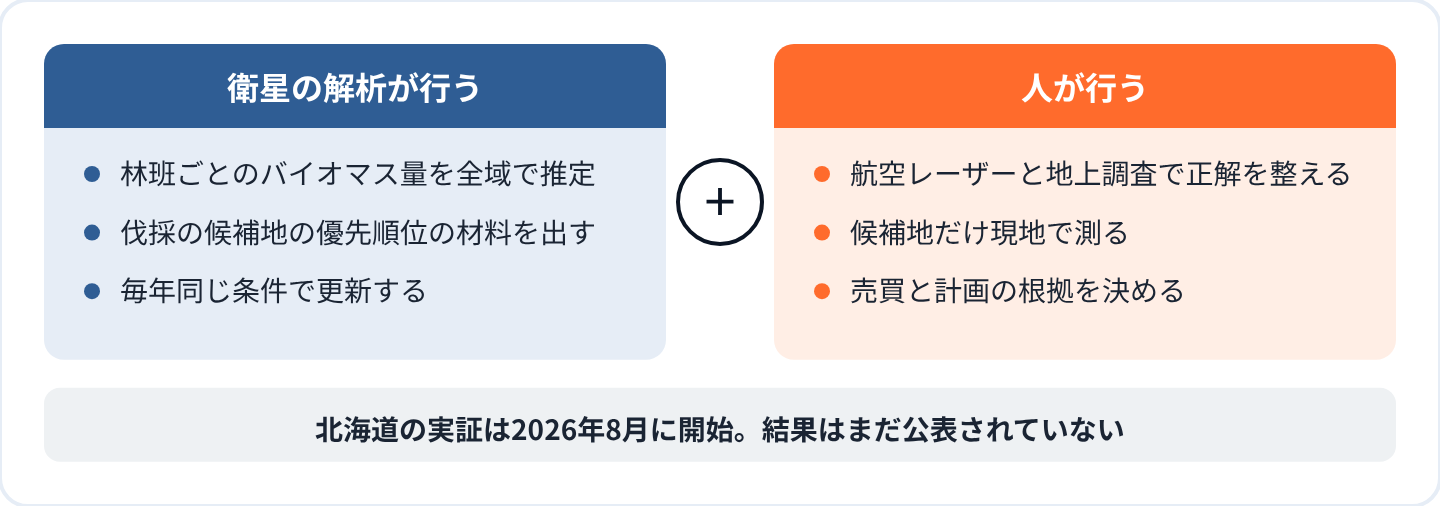 衛星の解析が行う
林班ごとのバイオマス量を全域で推定
伐採の候補地の優先順位の材料を出す
毎年同じ条件で更新する
+
人が行う
航空レーザーと地上調査で正解を整える
候補地だけ現地で測る
売買と計画の根拠を決める
北海道の実証は2026年8月に開始。結果はまだ公表されていない